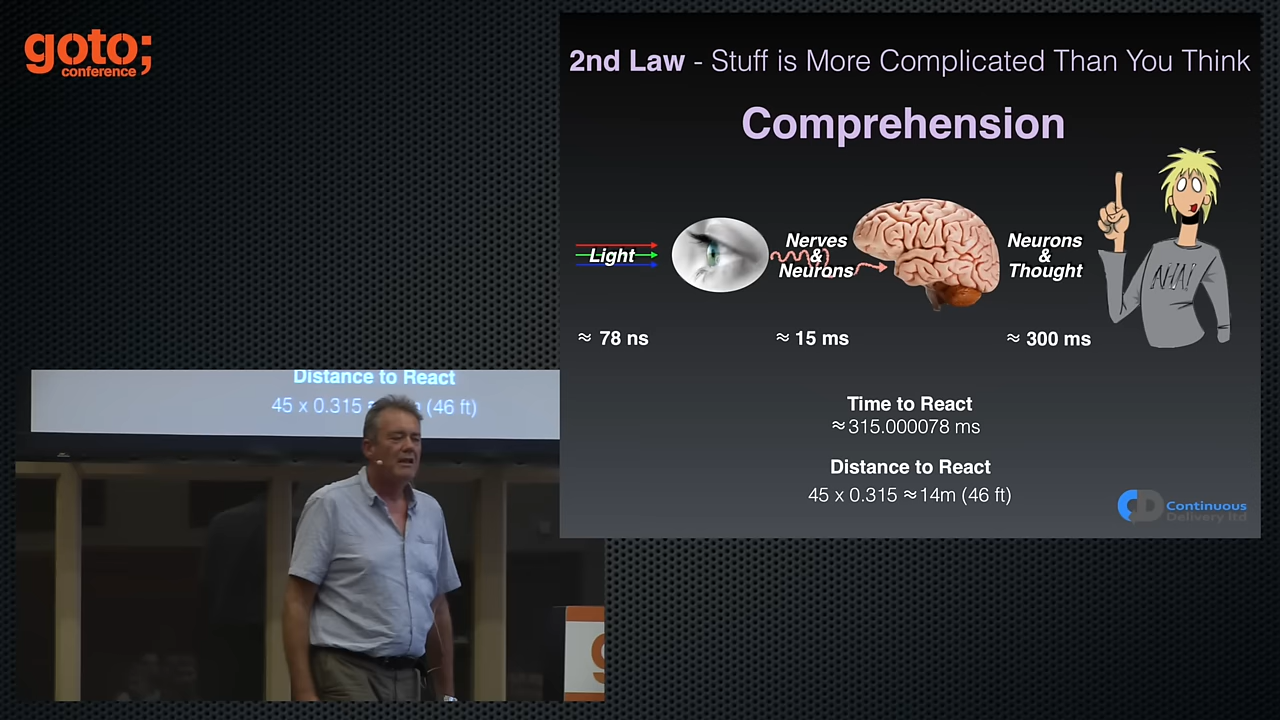 goto;
conference
2nd Law - Stuff is More Complicated Than You Think
Comprehension
Light
Nerves
&
Neurons
Neurons
&
Thought
AHA!
≈ 78 ns
≈ 15 ms
≈ 300 ms
Time to React
≈315.000078 ms
Distance to React
45 x 0.315 ≈14m (46 ft)
Continuous
Delivery ltd
Distance to React
45 x 0.315 (46 ft)
g